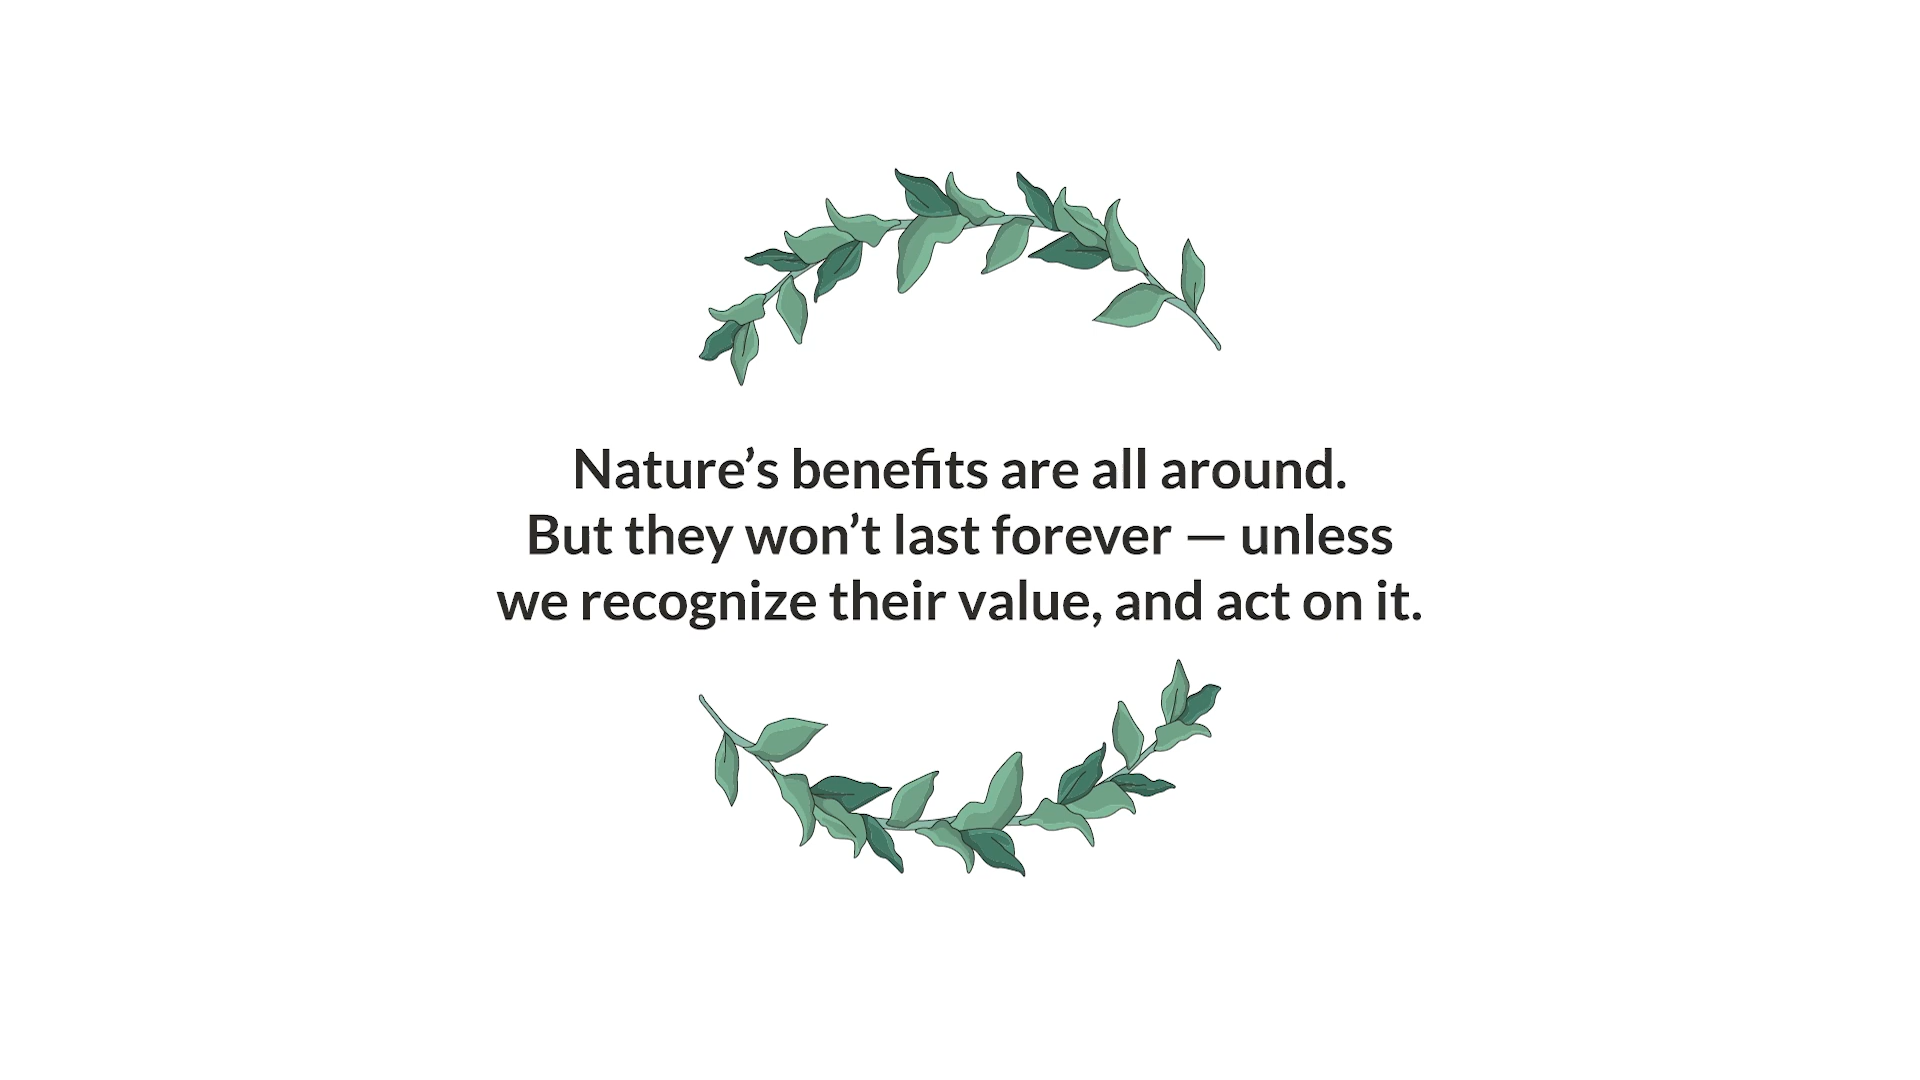 Nature’s benefits are all around.
But they won’t last forever — unless
we recognize their value, and act on it.